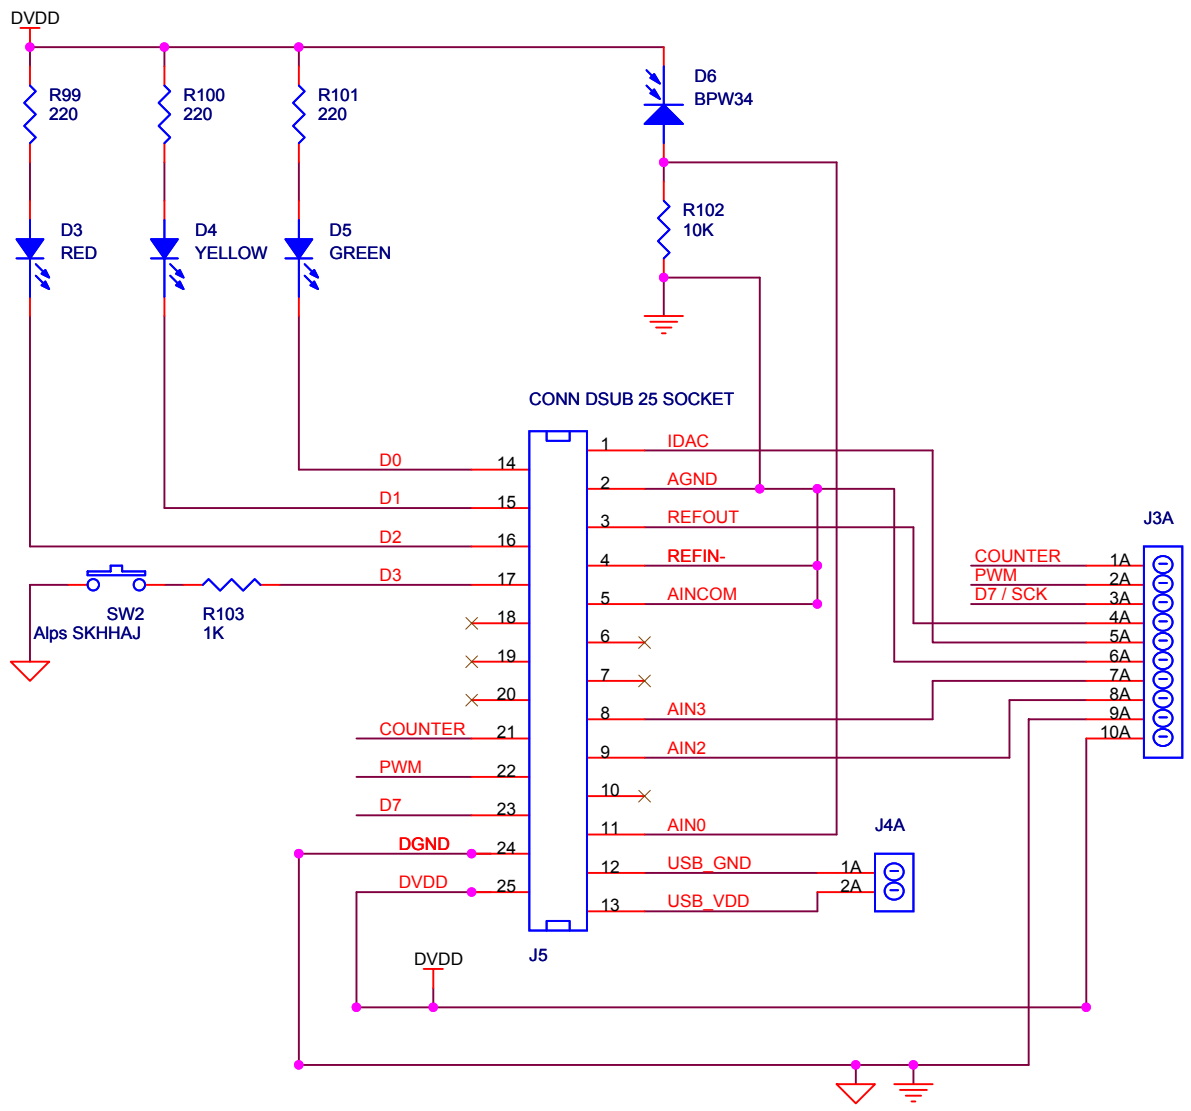 DVDD
R99
220
R100
220
R101
220
D6
BPW34
D3
RED
D4
YELLOW
D5
GREEN
R102
10K
CONN DSUB 25 SOCKET
D0
14
D1
15
D2
16
D3
17
18
19
20
COUNTER
21
PWM
22
D7
23
DGND
24
DVDD
25
SW2
Alps SKHHAJ
R103
1K
1
IDAC
2
AGND
3
REFOUT
4
REFIN-
5
AINCOM
6
7
8
AIN3
9
AIN2
10
11
AIN0
12
USB_GND
13
USB_VDD
J5
J3A
COUNTER
1A
PWM
2A
D7 / SCK
3A
4A
5A
6A
7A
8A
9A
10A
J4A
1A
2A
DVDD